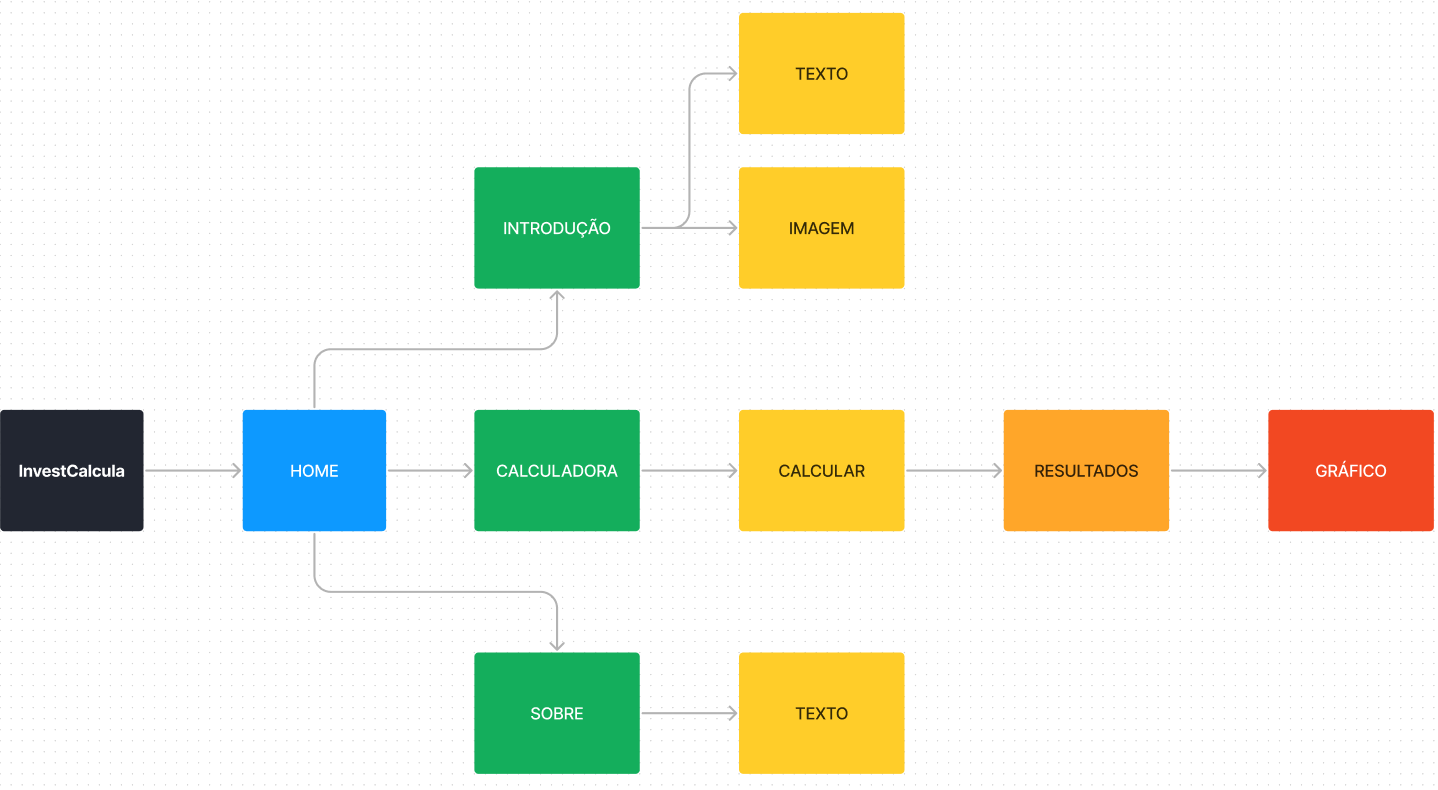 TEXTO
INTRODUÇÃO
IMAGEM
InvestCalcula
HOME
CALCULADORA
CALCULAR
RESULTADOS
GRÁFICO
SOBRE
TEXTO